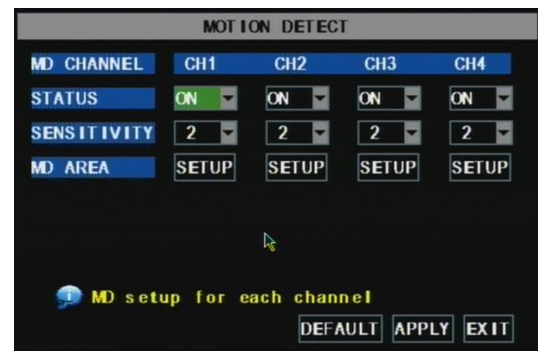 MOTION DETECT
MD CHANNEL CH1 CH2 CH3 CH4
STATUS ON ON ON ON
SENSITIVITY 2 2 2 2
MD AREA SETUP SETUP SETUP SETUP
MD setup for each channel
DEFAULT APPLY EXIT